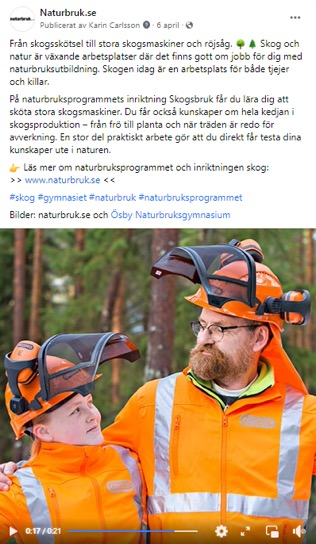 naturbruk.se
Naturbruk.se
Publicerat av Karin Carlsson · 6 april ·
Från skogsskötsel till stora skogsmaskiner och röjsåg. 🌳🌲 Skog och
natur är växande arbetsplatser där det finns gott om jobb för dig med
naturbruksutbildning. Skogen idag är en arbetsplats för både tjejer
och killar.
På naturbruksprogrammets inriktning Skogsbruk får du lära dig att
sköta stora skogsmaskiner. Du får också kunskaper om hela kedjan i
skogsproduktion – från frö till planta och när träden är redo för
avverkning. En stor del praktiskt arbete gör att du direkt får testa dina
kunskaper ute i naturen.
👉 Läs mer om naturbruksprogrammet och inriktningen skog:
>> www.naturbruk.se <<
#skog #gymnasiet #naturbruk #naturbruksprogrammet
Bilder: naturbruk.se och Ösby Naturbruksgymnasium
0:17 / 0:21